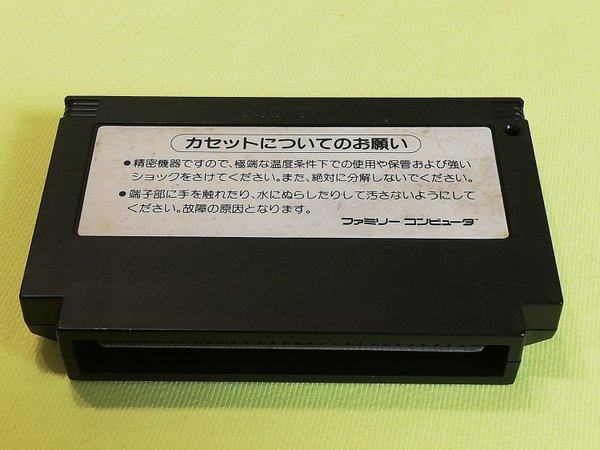 カセットについてのお願い
●精密機器ですので、極端な温度条件下での使用や保管および強い
ショックをさけてください。また、絶対に分解しないでください。
●端子部に手を触れたり、水にぬらしたりして汚さないようにして
ください。故障の原因となります。
ファミリー コンピュータ